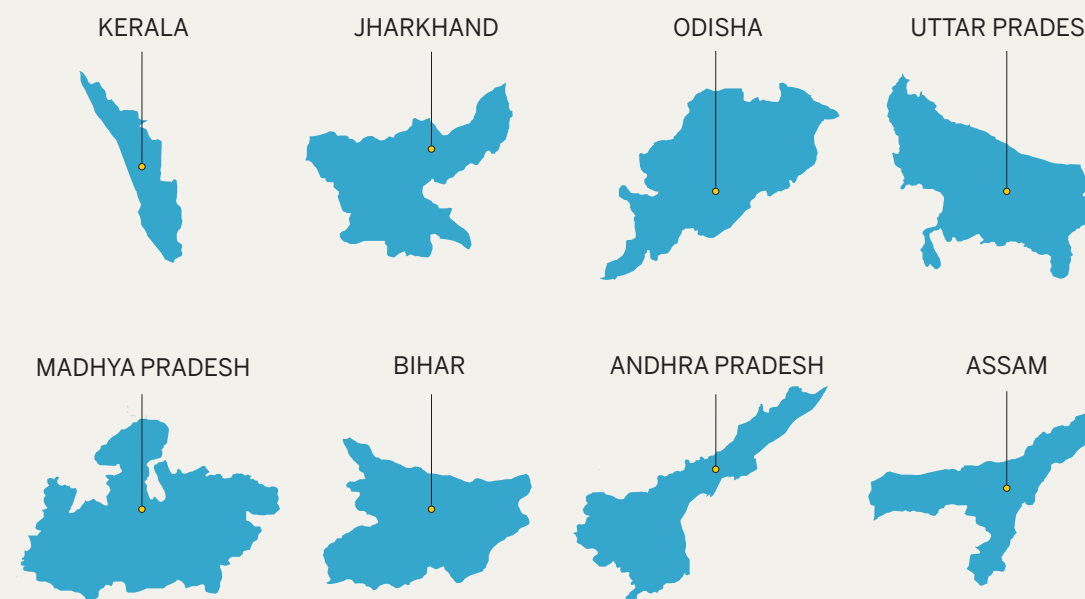 KERALA
JHARKHAND
ODISHA
UTTAR PRADES
MADHYA PRADESH
BIHAR
ANDHRA PRADESH
ASSAM